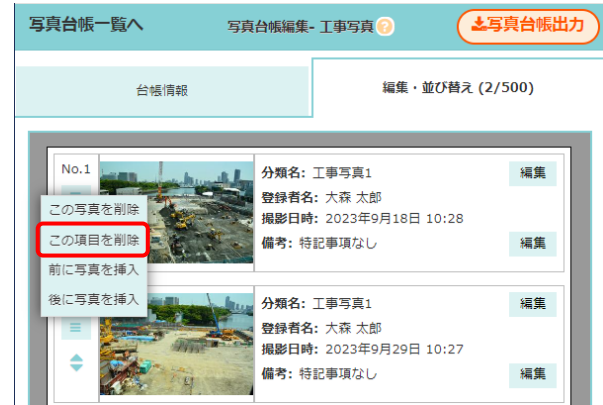 写真台帳一覧へ
写真台帳編集- 工事写真 ?
写真台帳出力
台帳情報
編集・並び替え (2/500)
No.1
分類名: 工事写真1
編集
登録者名: 大森 太郎
撮影日時: 2023年9月18日 10:28
備考: 特記事項なし
編集
この写真を削除
この項目を削除
前に写真を挿入
後に写真を挿入
分類名: 工事写真1
編集
登録者名: 大森 太郎
撮影日時: 2023年9月29日 10:27
備考: 特記事項なし
編集